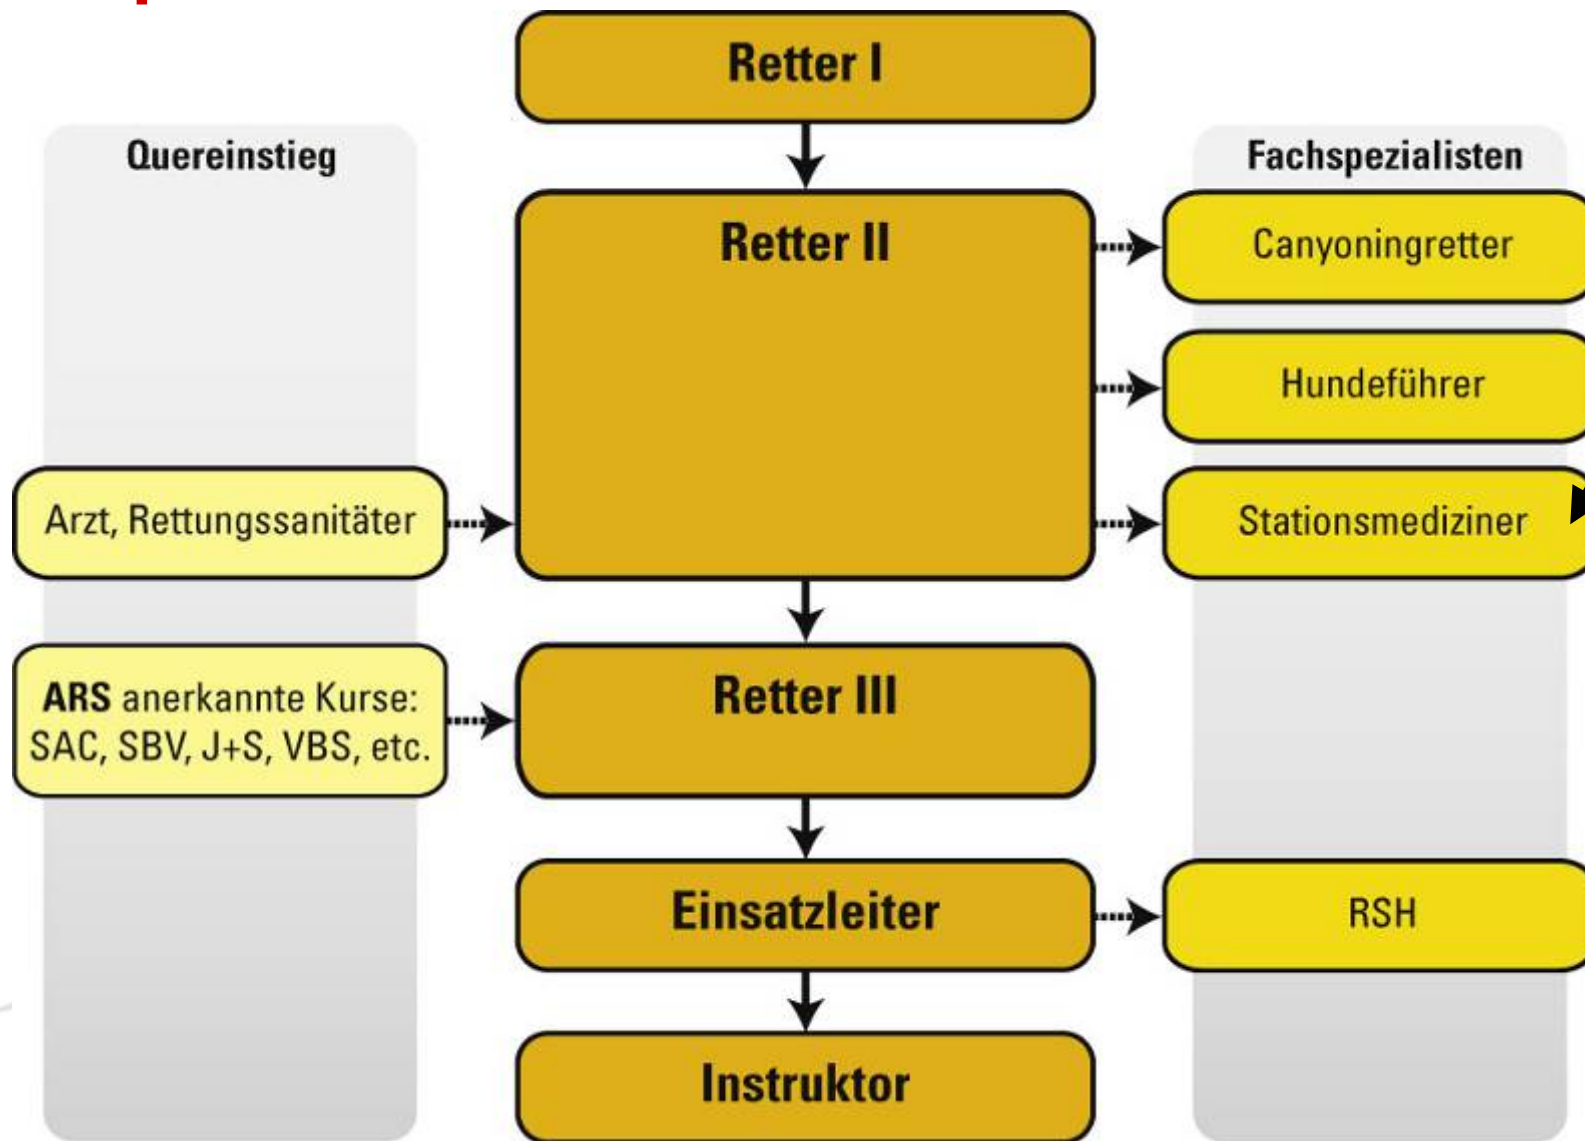 Retter I
Quereinstieg
Fachspezialisten
Retter II
Canyoningretter
Hundeführer
Arzt, Rettungssanitäter
Stationsmediziner
ARS anerkannte Kurse:
SAC, SBV, J+S, VBS, etc.
Retter III
Einsatzleiter
RSH
Instruktor